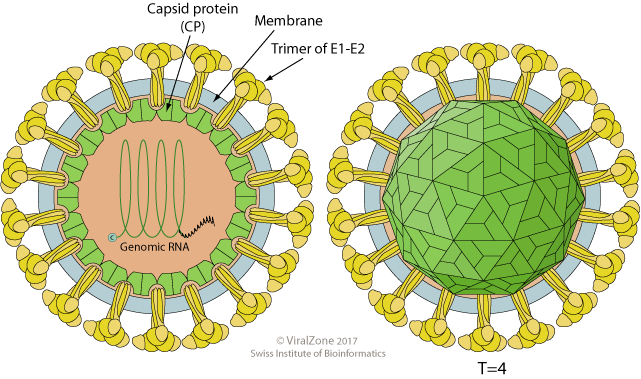 Capsid protein
(CP)
Membrane
Trimer of E1-E2
C
Genomic RNA
© ViralZone 2017
Swiss Institute of Bioinformatics
T=4